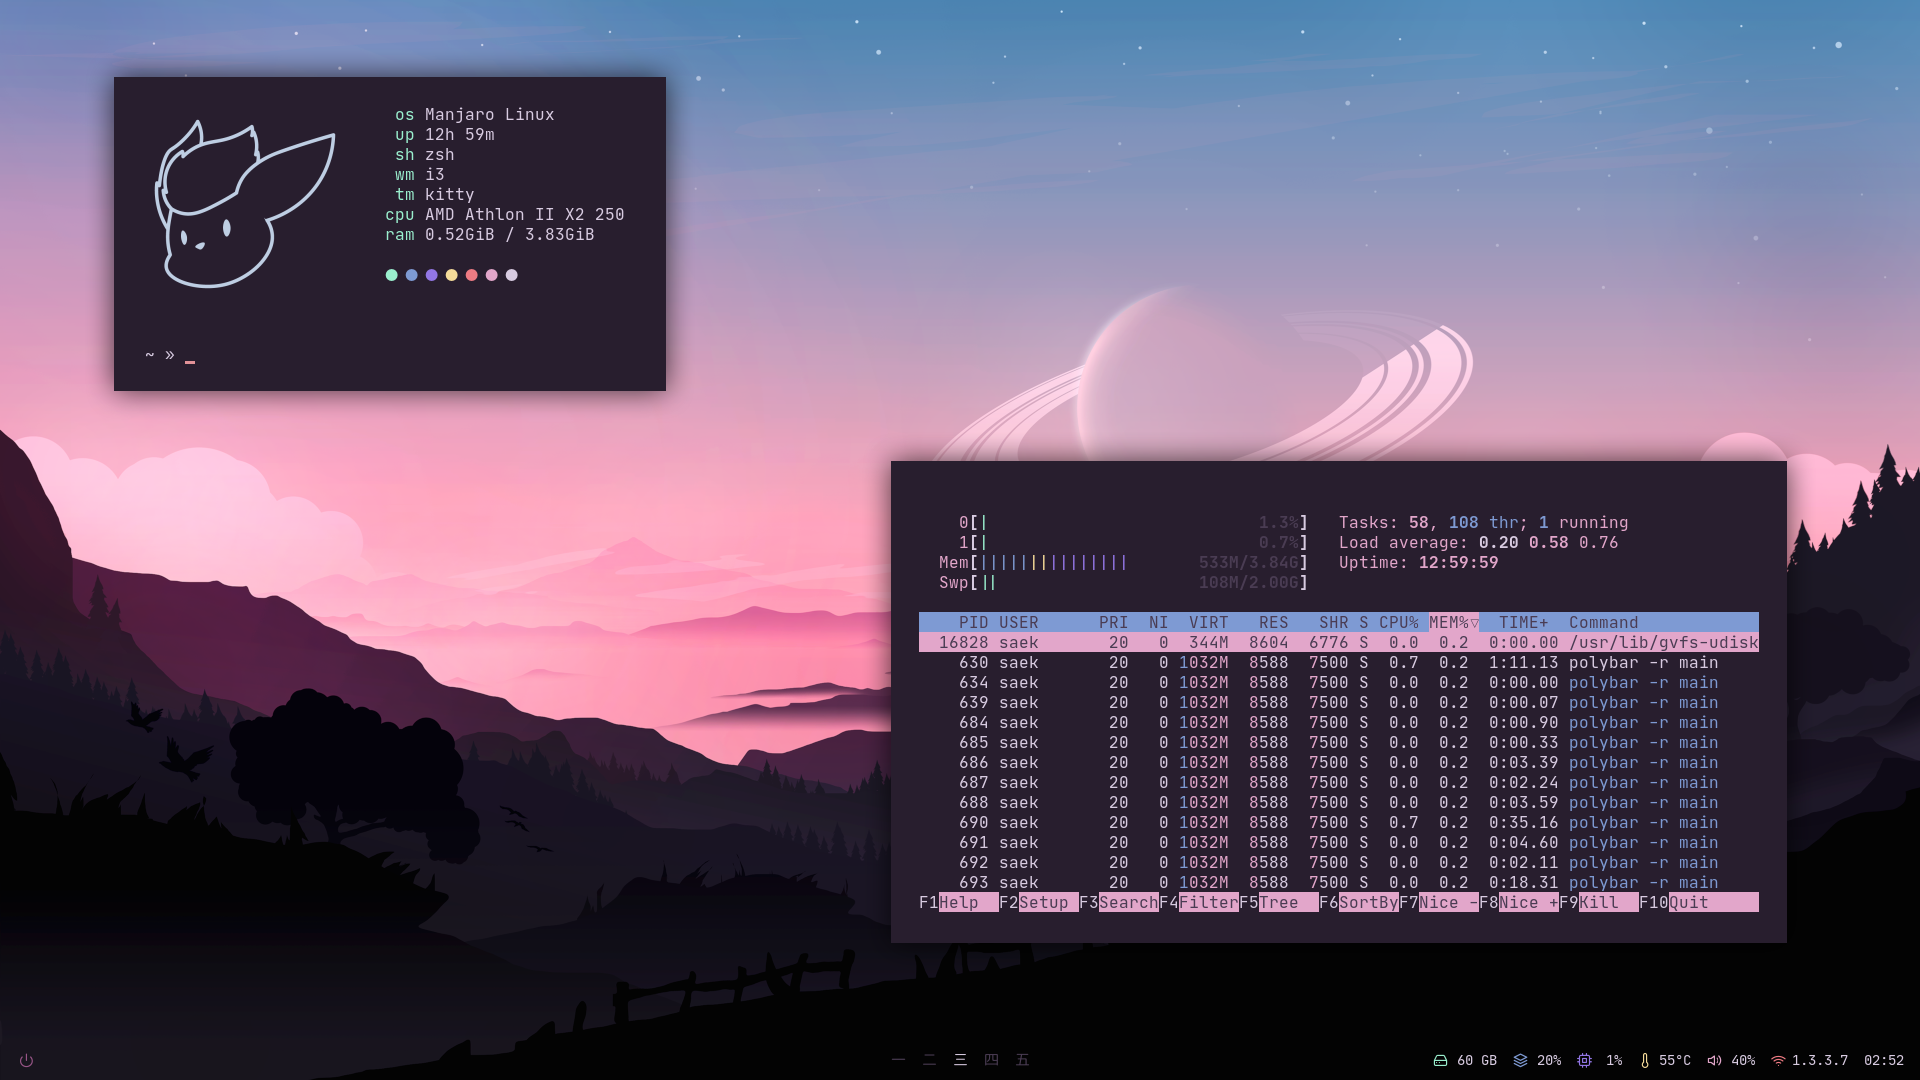 os Manjaro Linux
up 12h 59m
sh zsh
wm i3
tm kitty
cpu AMD Athlon II X2 250
ram 0.52GiB / 3.83GiB
~ »
0[| 1.3%]
1[| 0.7%]
Mem[||||||||||||||| 533M/3.84G]
Swp[|| 108M/2.00G]
Tasks: 58, 108 thr; 1 running
Load average: 0.20 0.58 0.76
Uptime: 12:59:59
PID USER PRI NI VIRT RES SHR S CPU% MEM%▽ TIME+ Command
16828 saek 20 0 344M 8604 6776 S 0.0 0.2 0:00.00 /usr/lib/gvfs-udisk
630 saek 20 0 1032M 8588 7500 S 0.7 0.2 1:11.13 polybar -r main
634 saek 20 0 1032M 8588 7500 S 0.0 0.2 0:00.00 polybar -r main
639 saek 20 0 1032M 8588 7500 S 0.0 0.2 0:00.07 polybar -r main
684 saek 20 0 1032M 8588 7500 S 0.0 0.2 0:00.90 polybar -r main
685 saek 20 0 1032M 8588 7500 S 0.0 0.2 0:00.33 polybar -r main
686 saek 20 0 1032M 8588 7500 S 0.0 0.2 0:03.39 polybar -r main
687 saek 20 0 1032M 8588 7500 S 0.0 0.2 0:02.24 polybar -r main
688 saek 20 0 1032M 8588 7500 S 0.0 0.2 0:03.59 polybar -r main
690 saek 20 0 1032M 8588 7500 S 0.7 0.2 0:35.16 polybar -r main
691 saek 20 0 1032M 8588 7500 S 0.0 0.2 0:04.60 polybar -r main
692 saek 20 0 1032M 8588 7500 S 0.0 0.2 0:02.11 polybar -r main
693 saek 20 0 1032M 8588 7500 S 0.0 0.2 0:18.31 polybar -r main
F1Help F2Setup F3SearchF4FilterF5Tree F6SortByF7Nice -F8Nice +F9Kill F10Quit
一 二 三 四 五
60 GB 20% 1% 55°C 40% 1.3.3.7 02:52